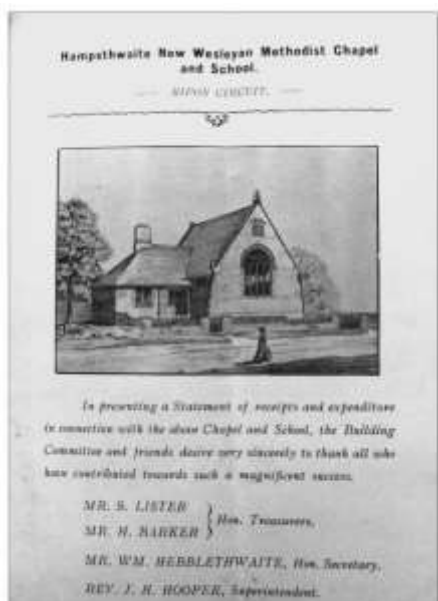 Hampsthwaite New Wesleyan Methodist Chapel
and School.
RIPON CIRCUIT.
In presenting a Statement of receipts and expenditure
in connection with the above Chapel and School, the Building
Committee and friends desire very sincerely to thank all who
have contributed towards such a magnificent success.
MR. S. LISTER
MR. H. BARKER
Hon. Treasurers,
MR. WM. HEBBLETHWAITE, Hon. Secretary,
REV. J. H. HOOPER, Superintendent.